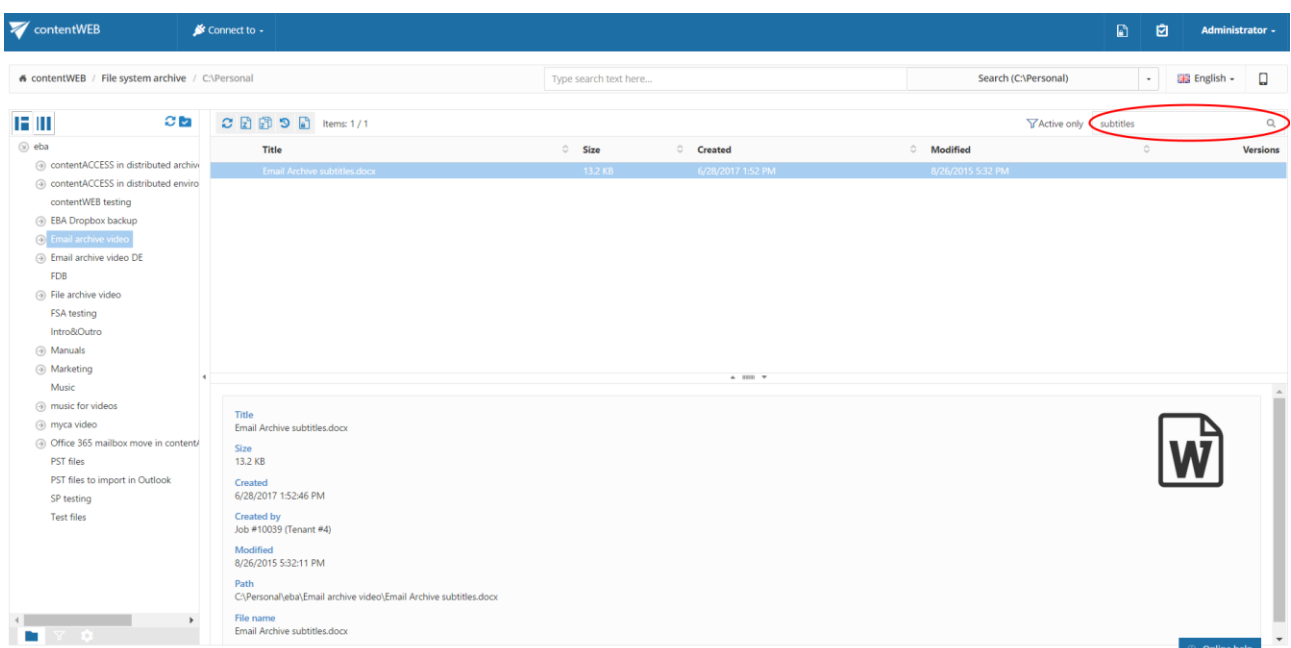 contentWEB Connect to Administrator
contentWEB / File system archive / C:\Personal Type search text here... Search (C:\Personal) English
Items: 1 / 1 Active only subtitles
Title Size Created Modified Versions
Email Archive subtitles.docx 13.2 KB 6/28/2017 1:52 PM 8/26/2015 5:32 PM
eba
contentACCESS in distributed archiv
contentACCESS in distributed enviro
contentWEB testing
EBA Dropbox backup
Email archive video
Email archive video DE
FDB
File archive video
FSA testing
Intro&Outro
Manuals
Marketing
Music
music for videos
myca video
Office 365 mailbox move in contentA
PST files
PST files to import in Outlook
SP testing
Test files
Title
Email Archive subtitles.docx
Size
13.2 KB
Created
6/28/2017 1:52:46 PM
Created by
Job #10039 (Tenant #4)
Modified
8/26/2015 5:32:11 PM
Path
C:\Personal\eba\Email archive video\Email Archive subtitles.docx
File name
Email Archive subtitles.docx
W
Online help